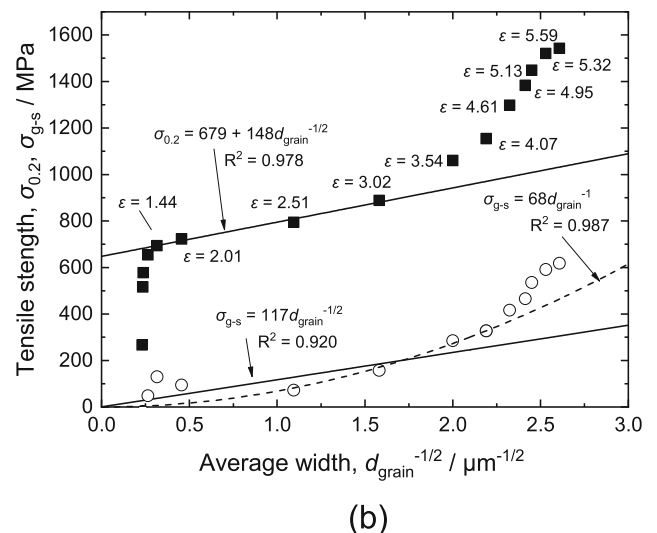 1600
1400
1200
1000
800
600
400
200
0
Tensile stength, σ0.2, σg-s / MPa
ε = 5.59
ε = 5.32
ε = 5.13
ε = 4.95
ε = 4.61
ε = 4.07
ε = 3.54
ε = 3.02
ε = 2.51
ε = 2.01
ε = 1.44
σ0.2 = 679 + 148dgrain^-1/2
R² = 0.978
σg-s = 68dgrain^-1
R² = 0.987
σg-s = 117dgrain^-1/2
R² = 0.920
0.0 0.5 1.0 1.5 2.0 2.5 3.0
Average width, dgrain^-1/2 / μm^-1/2
(b)